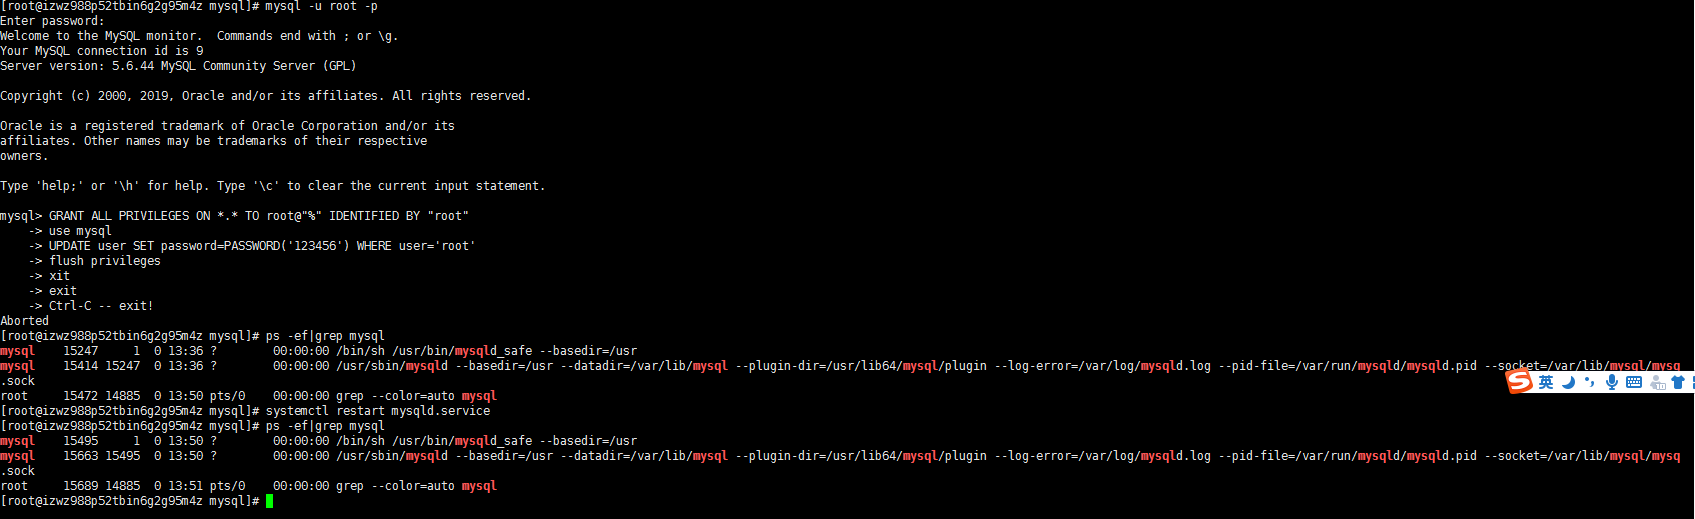 [root@izwz988p52tbin6g2g95m4z mysql]# mysql -u root -p
Enter password:
Welcome to the MySQL monitor.  Commands end with ; or \g.
Your MySQL connection id is 9
Server version: 5.6.44 MySQL Community Server (GPL)
Copyright (c) 2000, 2019, Oracle and/or its affiliates. All rights reserved.
Oracle is a registered trademark of Oracle Corporation and/or its
affiliates. Other names may be trademarks of their respective
owners.
Type 'help;' or '\h' for help. Type '\c' to clear the current input statement.
mysql> GRANT ALL PRIVILEGES ON *.* TO root@"%" IDENTIFIED BY "root"
    -> use mysql
    -> UPDATE user SET password=PASSWORD('123456') WHERE user='root'
    -> flush privileges
    -> xit
    -> exit
    -> Ctrl-C -- exit!
Aborted
[root@izwz988p52tbin6g2g95m4z mysql]# ps -ef|grep mysql
mysql    15247     1  0 13:36 ?        00:00:00 /bin/sh /usr/bin/mysqld_safe --basedir=/usr
mysql    15414 15247  0 13:36 ?        00:00:00 /usr/sbin/mysqld --basedir=/usr --datadir=/var/lib/mysql --plugin-dir=/usr/lib64/mysql/plugin --log-error=/var/log/mysqld.log --pid-file=/var/run/mysqld/mysqld.pid --socket=/var/lib/mysql/mysq
.sock
英
root     15472 14885  0 13:50 pts/0    00:00:00 grep --color=auto mysql
[root@izwz988p52tbin6g2g95m4z mysql]# systemctl restart mysqld.service
[root@izwz988p52tbin6g2g95m4z mysql]# ps -ef|grep mysql
mysql    15495     1  0 13:50 ?        00:00:00 /bin/sh /usr/bin/mysqld_safe --basedir=/usr
mysql    15663 15495  0 13:50 ?        00:00:00 /usr/sbin/mysqld --basedir=/usr --datadir=/var/lib/mysql --plugin-dir=/usr/lib64/mysql/plugin --log-error=/var/log/mysqld.log --pid-file=/var/run/mysqld/mysqld.pid --socket=/var/lib/mysql/mysq
.sock
root     15689 14885  0 13:51 pts/0    00:00:00 grep --color=auto mysql
[root@izwz988p52tbin6g2g95m4z mysql]#